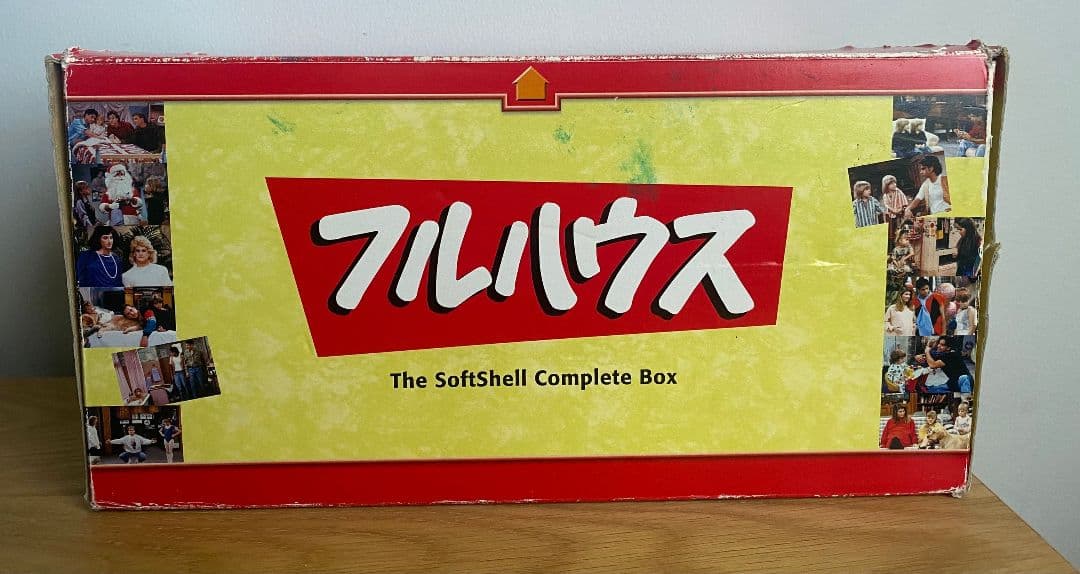 フルハウス
The SoftShell Complete Box